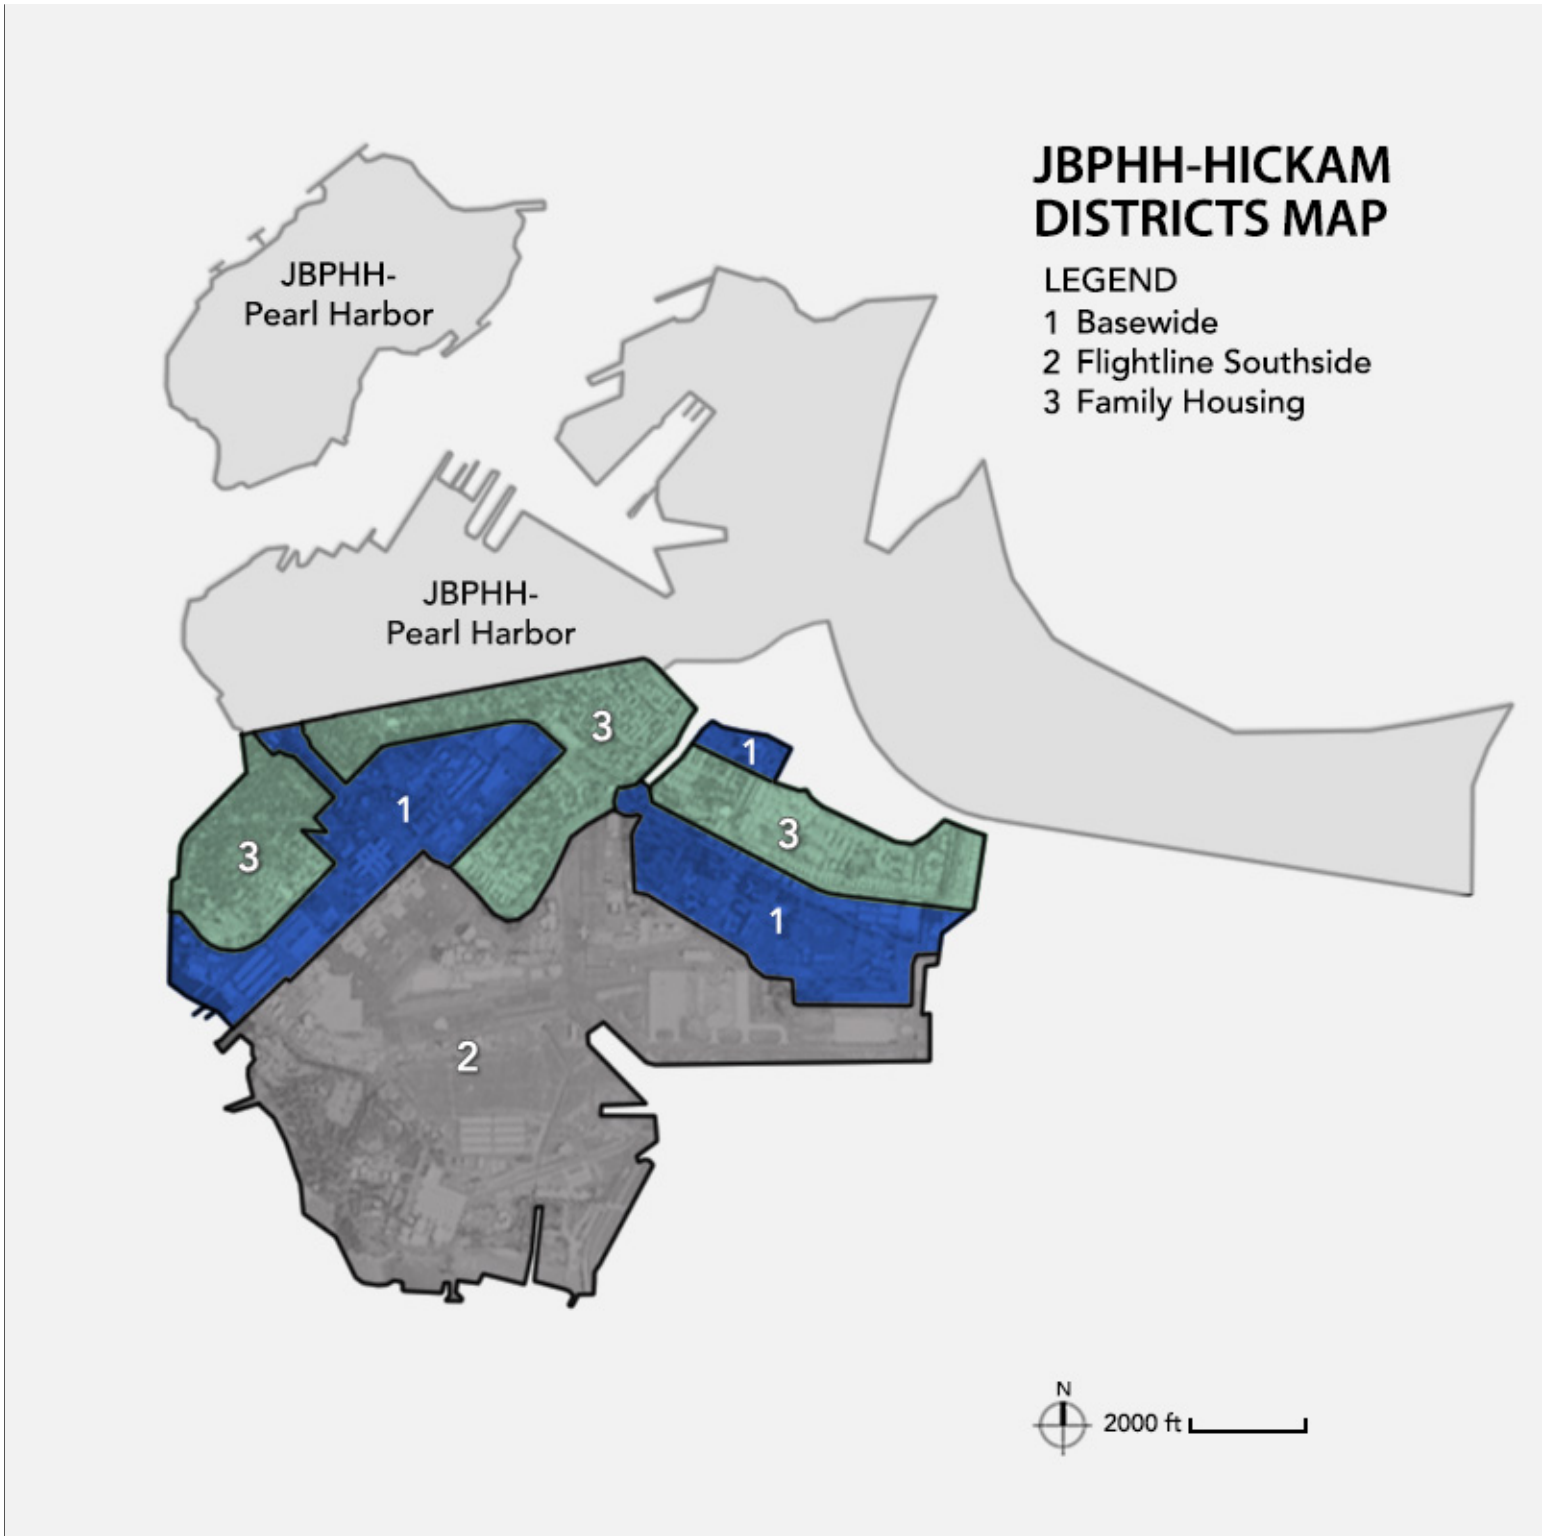 JBPHH-HICKAM
DISTRICTS MAP
LEGEND
1 Basewide
2 Flightline Southside
3 Family Housing
JBPHH-
Pearl Harbor
JBPHH-
Pearl Harbor
3
1
1
3
3
1
2
N
2000 ft